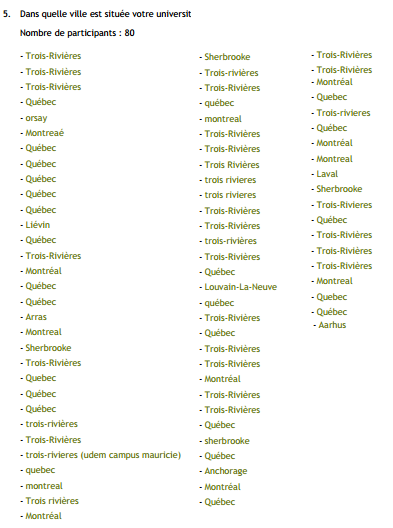 5. Dans quelle ville est située votre universit
Nombre de participants : 80
- Trois-Rivières
- Trois-Rivières
- Trois-Rivières
- Québec
- orsay
- Montreaé
- Québec
- Québec
- Québec
- Québec
- Québec
- Liévin
- Québec
- Trois-Rivières
- Montréal
- Québec
- Québec
- Arras
- Montreal
- Sherbrooke
- Trois-Rivières
- Quebec
- Québec
- Québec
- trois-rivières
- Trois-Rivières
- trois-rivieres (udem campus mauricie)
- quebec
- montreal
- Trois rivières
- Montréal
- Sherbrooke
- Trois-rivières
- Trois-Rivières
- québec
- montreal
- Trois-Rivières
- Trois-Rivières
- Trois Rivières
- trois rivieres
- trois rivieres
- Trois-Rivières
- Trois-Rivières
- trois-rivières
- Trois-Rivières
- Québec
- Louvain-La-Neuve
- québec
- Trois-Rivières
- Québec
- Trois-Rivières
- Trois-Rivières
- Montréal
- Trois-Rivières
- Trois-Rivières
- Québec
- sherbrooke
- Québec
- Anchorage
- Montréal
- Québec
- Trois-Rivières
- Trois-Rivières
- Montréal
- Quebec
- Trois-rivieres
- Québec
- Montréal
- Montreal
- Laval
- Sherbrooke
- Trois-Rivieres
- Québec
- Trois-Rivières
- Trois-Rivières
- Trois-Rivières
- Montreal
- Quebec
- Québec
- Aarhus